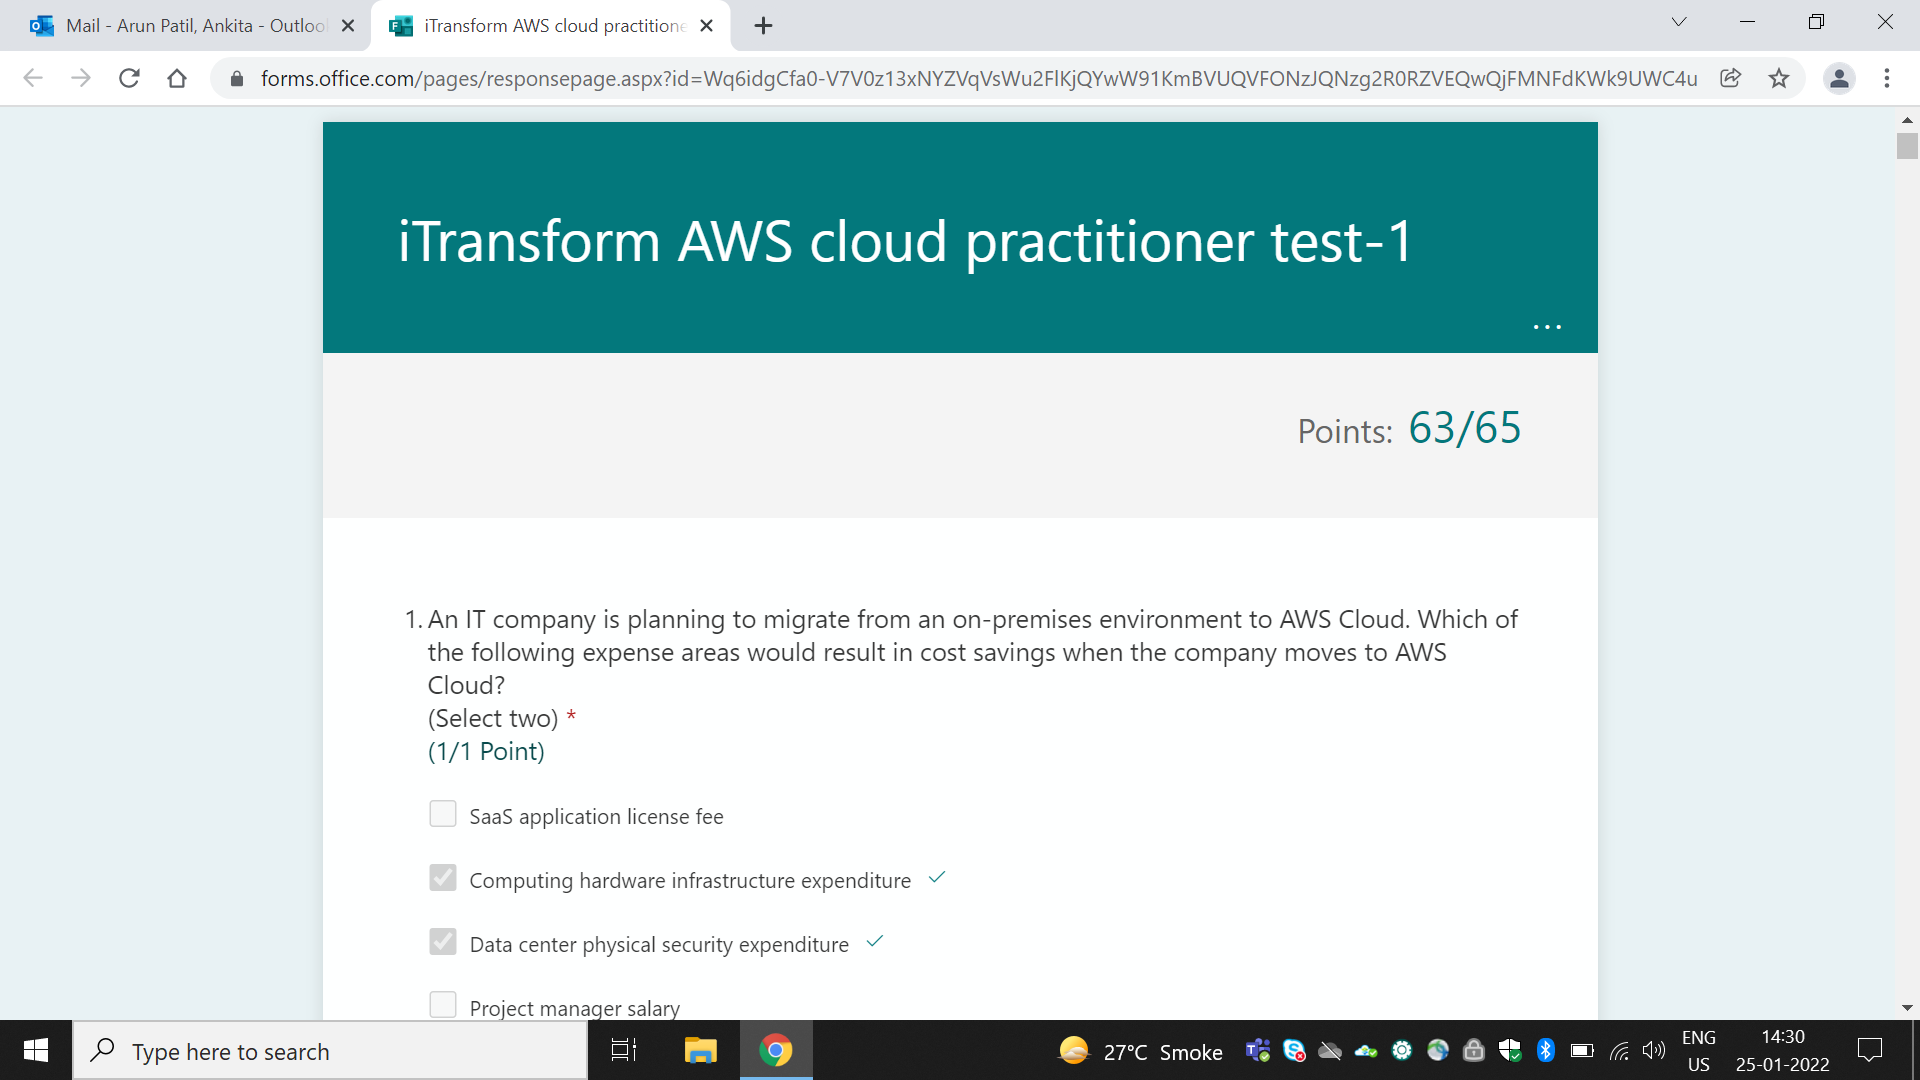 Mail - Arun Patil, Ankita - Outloo
iTransform AWS cloud practitione
forms.office.com/pages/responsepage.aspx?id=Wq6idgCfa0-V7V0z13xNYZVqVsWu2FlKjQYwW91KmBVUQVFONzJQNzg2R0RZVEQwQjFMNFdKWk9UWC4u
iTransform AWS cloud practitioner test-1
Points: 63/65
1. An IT company is planning to migrate from an on-premises environment to AWS Cloud. Which of
the following expense areas would result in cost savings when the company moves to AWS
Cloud?
(Select two) *
(1/1 Point)
SaaS application license fee
Computing hardware infrastructure expenditure
Data center physical security expenditure
Project manager salary
Type here to search
27°C Smoke
ENG
US
14:30
25-01-2022